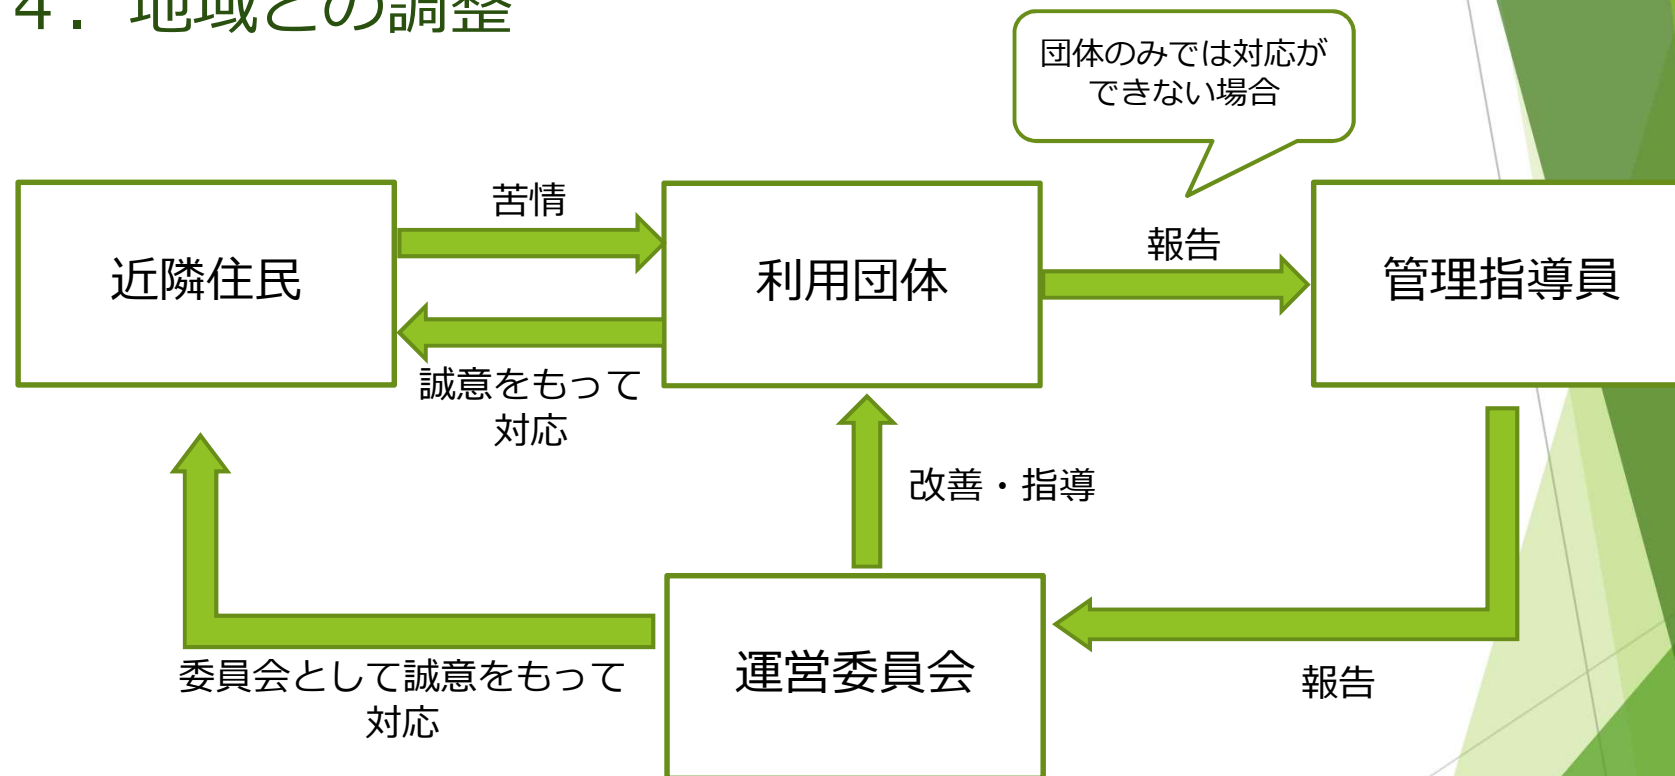 ４．地域との調整
団体のみでは対応が
できない場合
苦情
報告
近隣住民
利用団体
管理指導員
誠意をもって
対応
改善・指導
運営委員会
委員会として誠意をもって
対応
報告